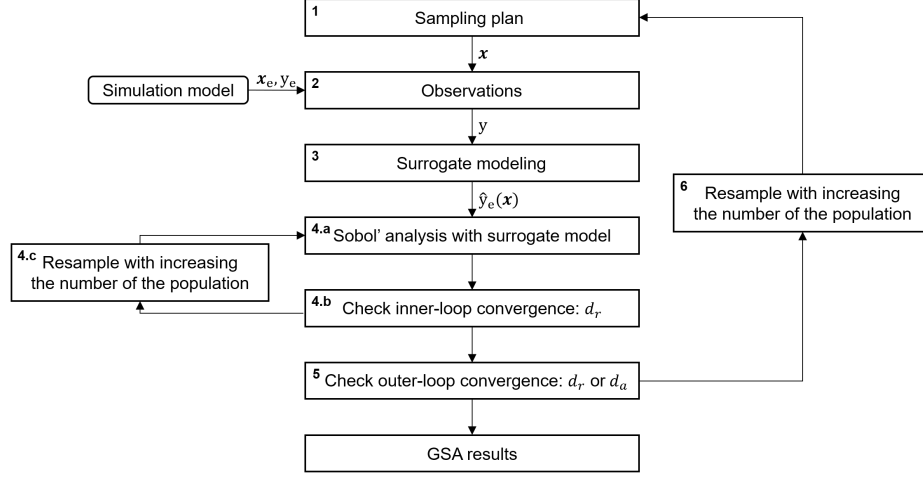 1 Sampling plan
x
Simulation model
xₑ, yₑ
2 Observations
y
3 Surrogate modeling
ŷₑ(x)
4.a Sobol’ analysis with surrogate model
4.c Resample with increasing
the number of the population
4.b Check inner-loop convergence: dᵣ
5 Check outer-loop convergence: dᵣ or dₐ
6 Resample with increasing
the number of the population
GSA results